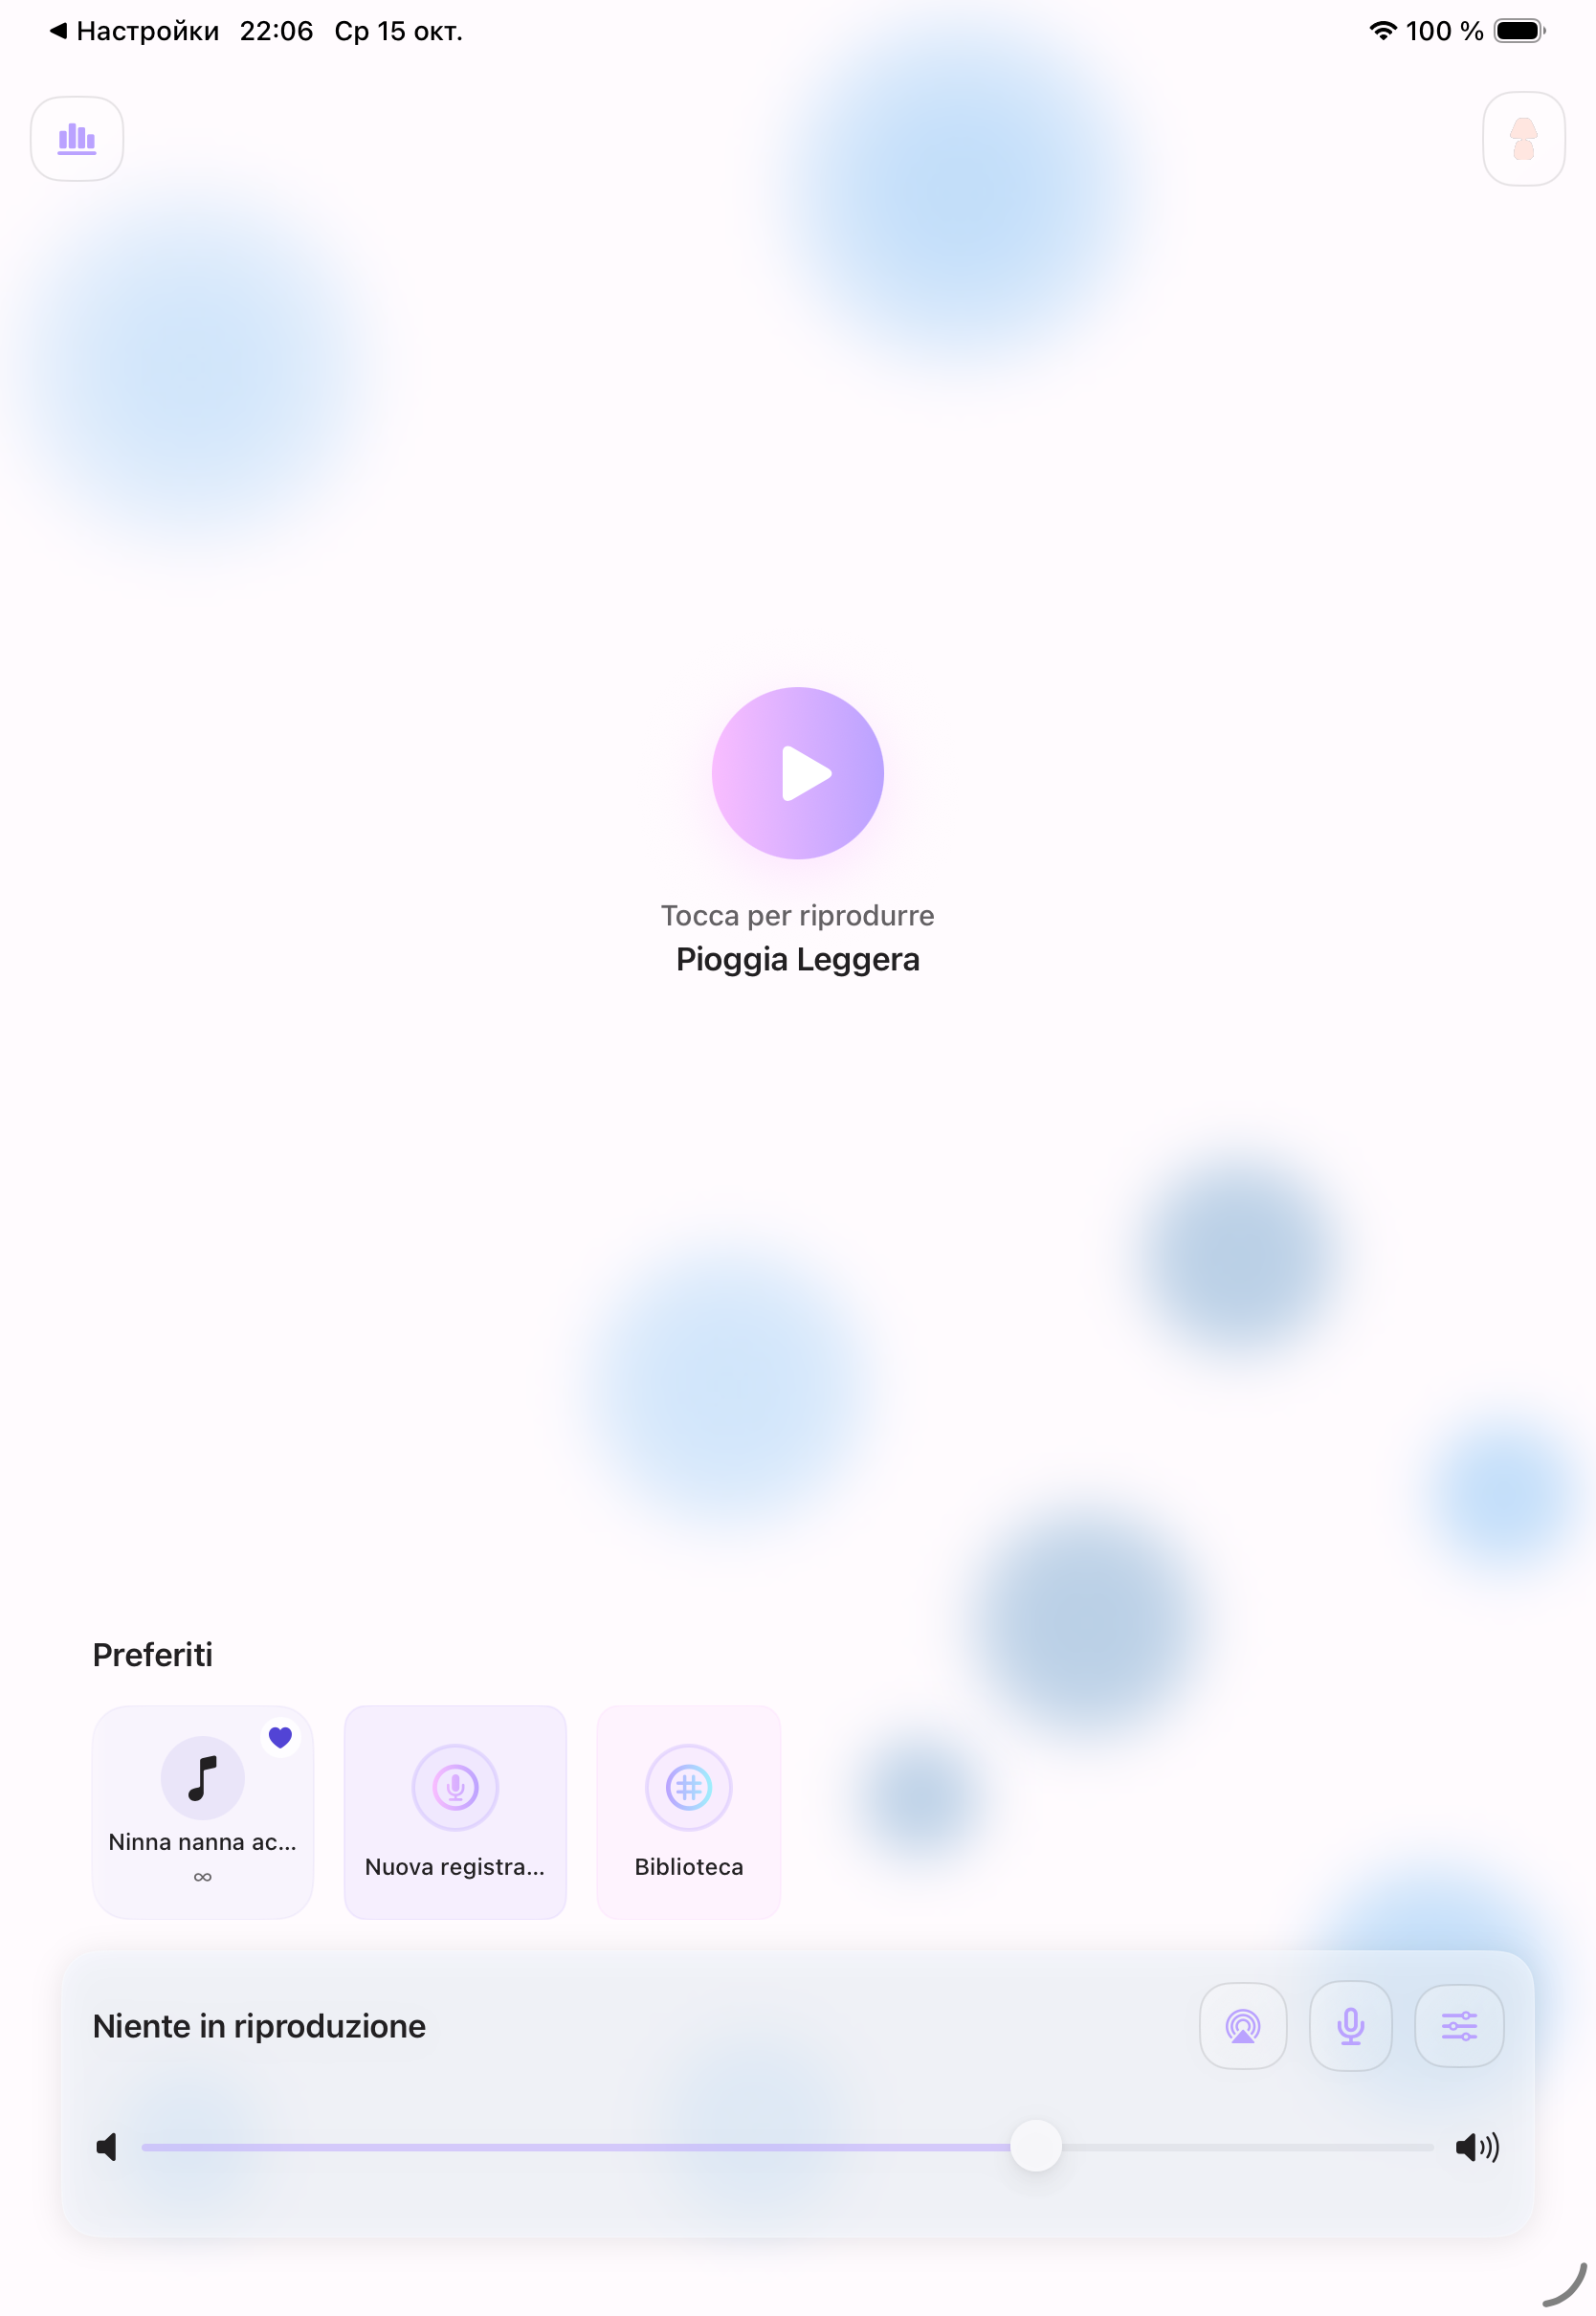 Настройки 22:06 Ср 15 окт. 100 %
Tocca per riprodurre
Pioggia Leggera
Preferiti
Ninna nanna ac...
∞
Nuova registra...
Biblioteca
Niente in riproduzione